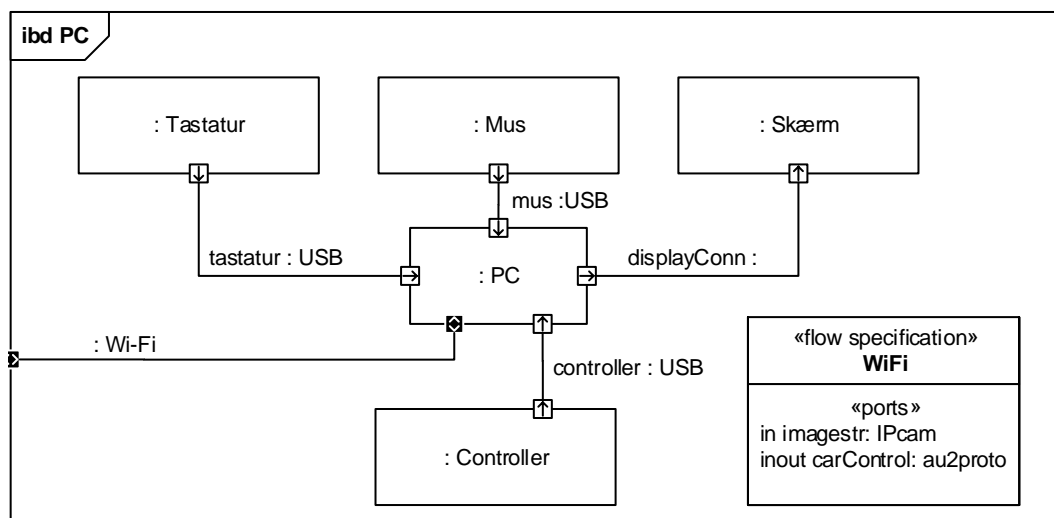 ibd PC
: Tastatur
: Mus
: Skærm
mus :USB
tastatur : USB
: PC
displayConn :
: Wi-Fi
controller : USB
: Controller
«flow specification»
WiFi
«ports»
in imagestr: IPcam
inout carControl: au2proto